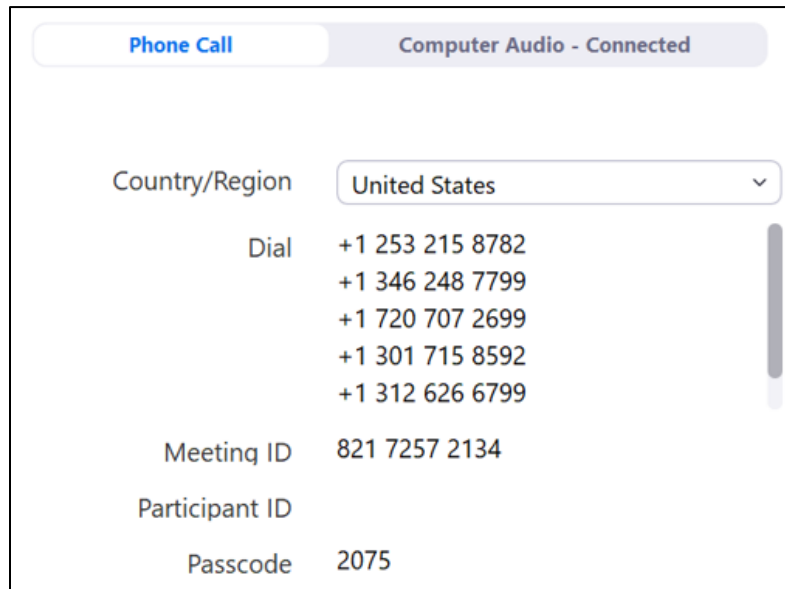 Phone Call Computer Audio - Connected
Country/Region United States
Dial +1 253 215 8782
+1 346 248 7799
+1 720 707 2699
+1 301 715 8592
+1 312 626 6799
Meeting ID 821 7257 2134
Participant ID
Passcode 2075